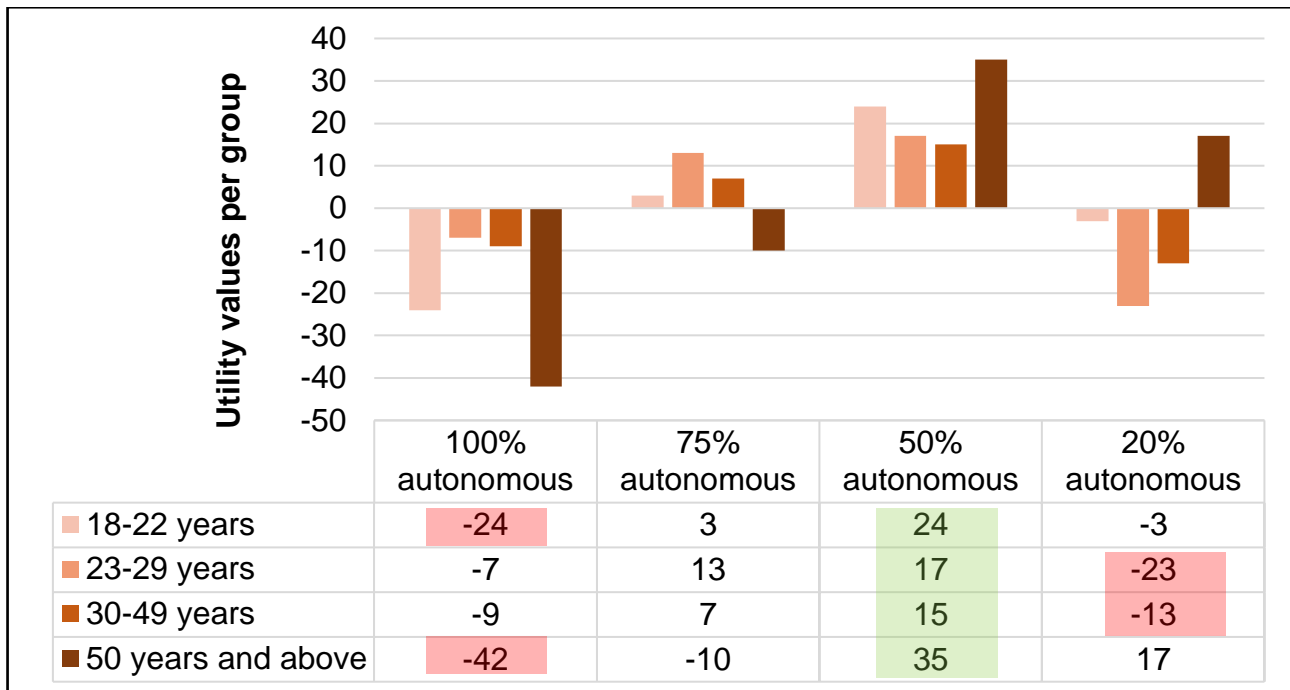 Utility values per group
40
30
20
10
0
-10
-20
-30
-40
-50
100% autonomous
75% autonomous
50% autonomous
20% autonomous
18-22 years -24 3 24 -3
23-29 years -7 13 17 -23
30-49 years -9 7 15 -13
50 years and above -42 -10 35 17